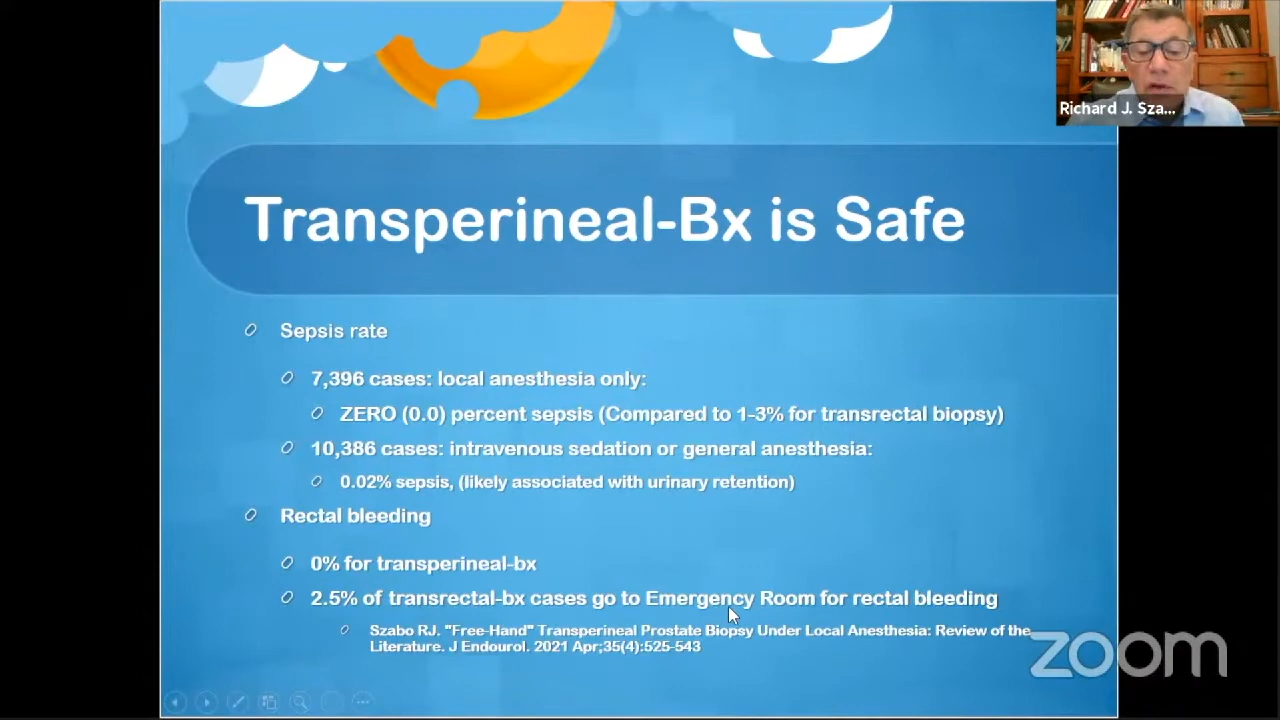 Richard J. Sza...
Transperineal-Bx is Safe
Sepsis rate
7,396 cases: local anesthesia only:
ZERO (0.0) percent sepsis (Compared to 1-3% for transrectal biopsy)
10,386 cases: intravenous sedation or general anesthesia:
0.02% sepsis, (likely associated with urinary retention)
Rectal bleeding
0% for transperineal-bx
2.5% of transrectal-bx cases go to Emergency Room for rectal bleeding
Szabo RJ. "Free-Hand" Transperineal Prostate Biopsy Under Local Anesthesia: Review of the
Literature. J Endourol. 2021 Apr;35(4):525-543
zoom